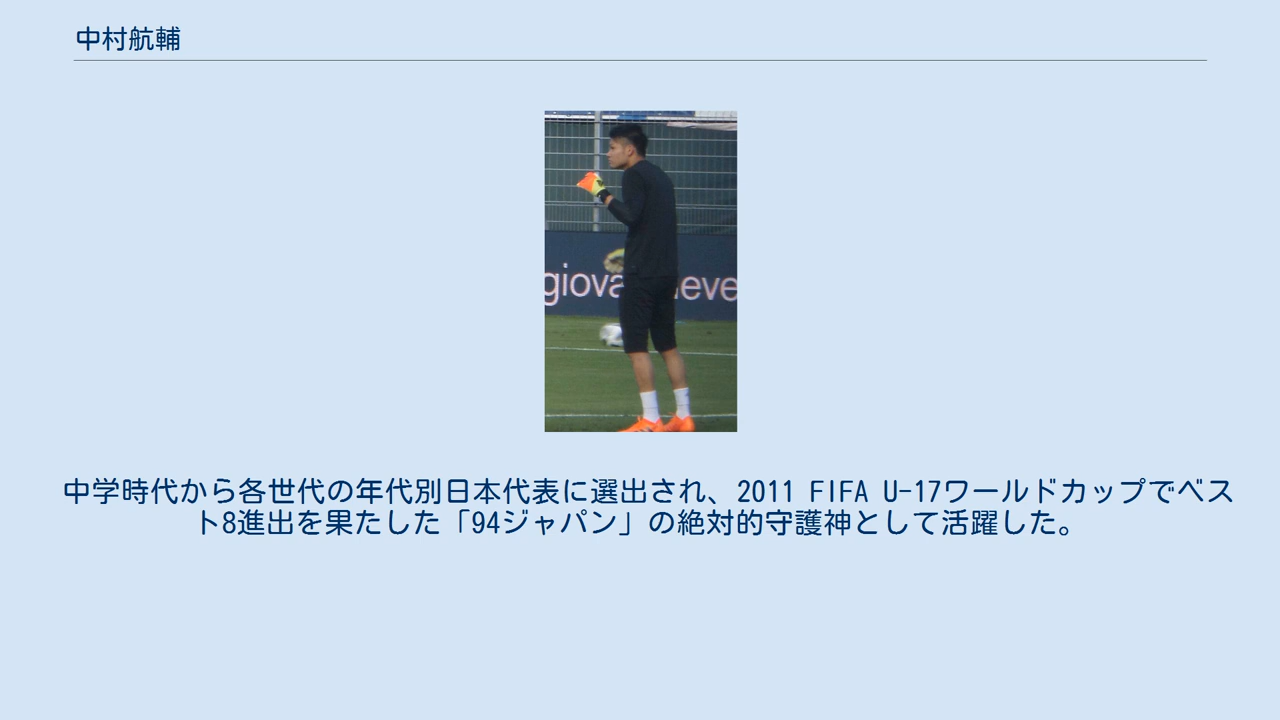 中村航輔
giova
eve
中学時代から各世代の年代別日本代表に選出され、2011 FIFA U-17ワールドカップでベス
ト8進出を果たした「94ジャパン」の絶対的守護神として活躍した。